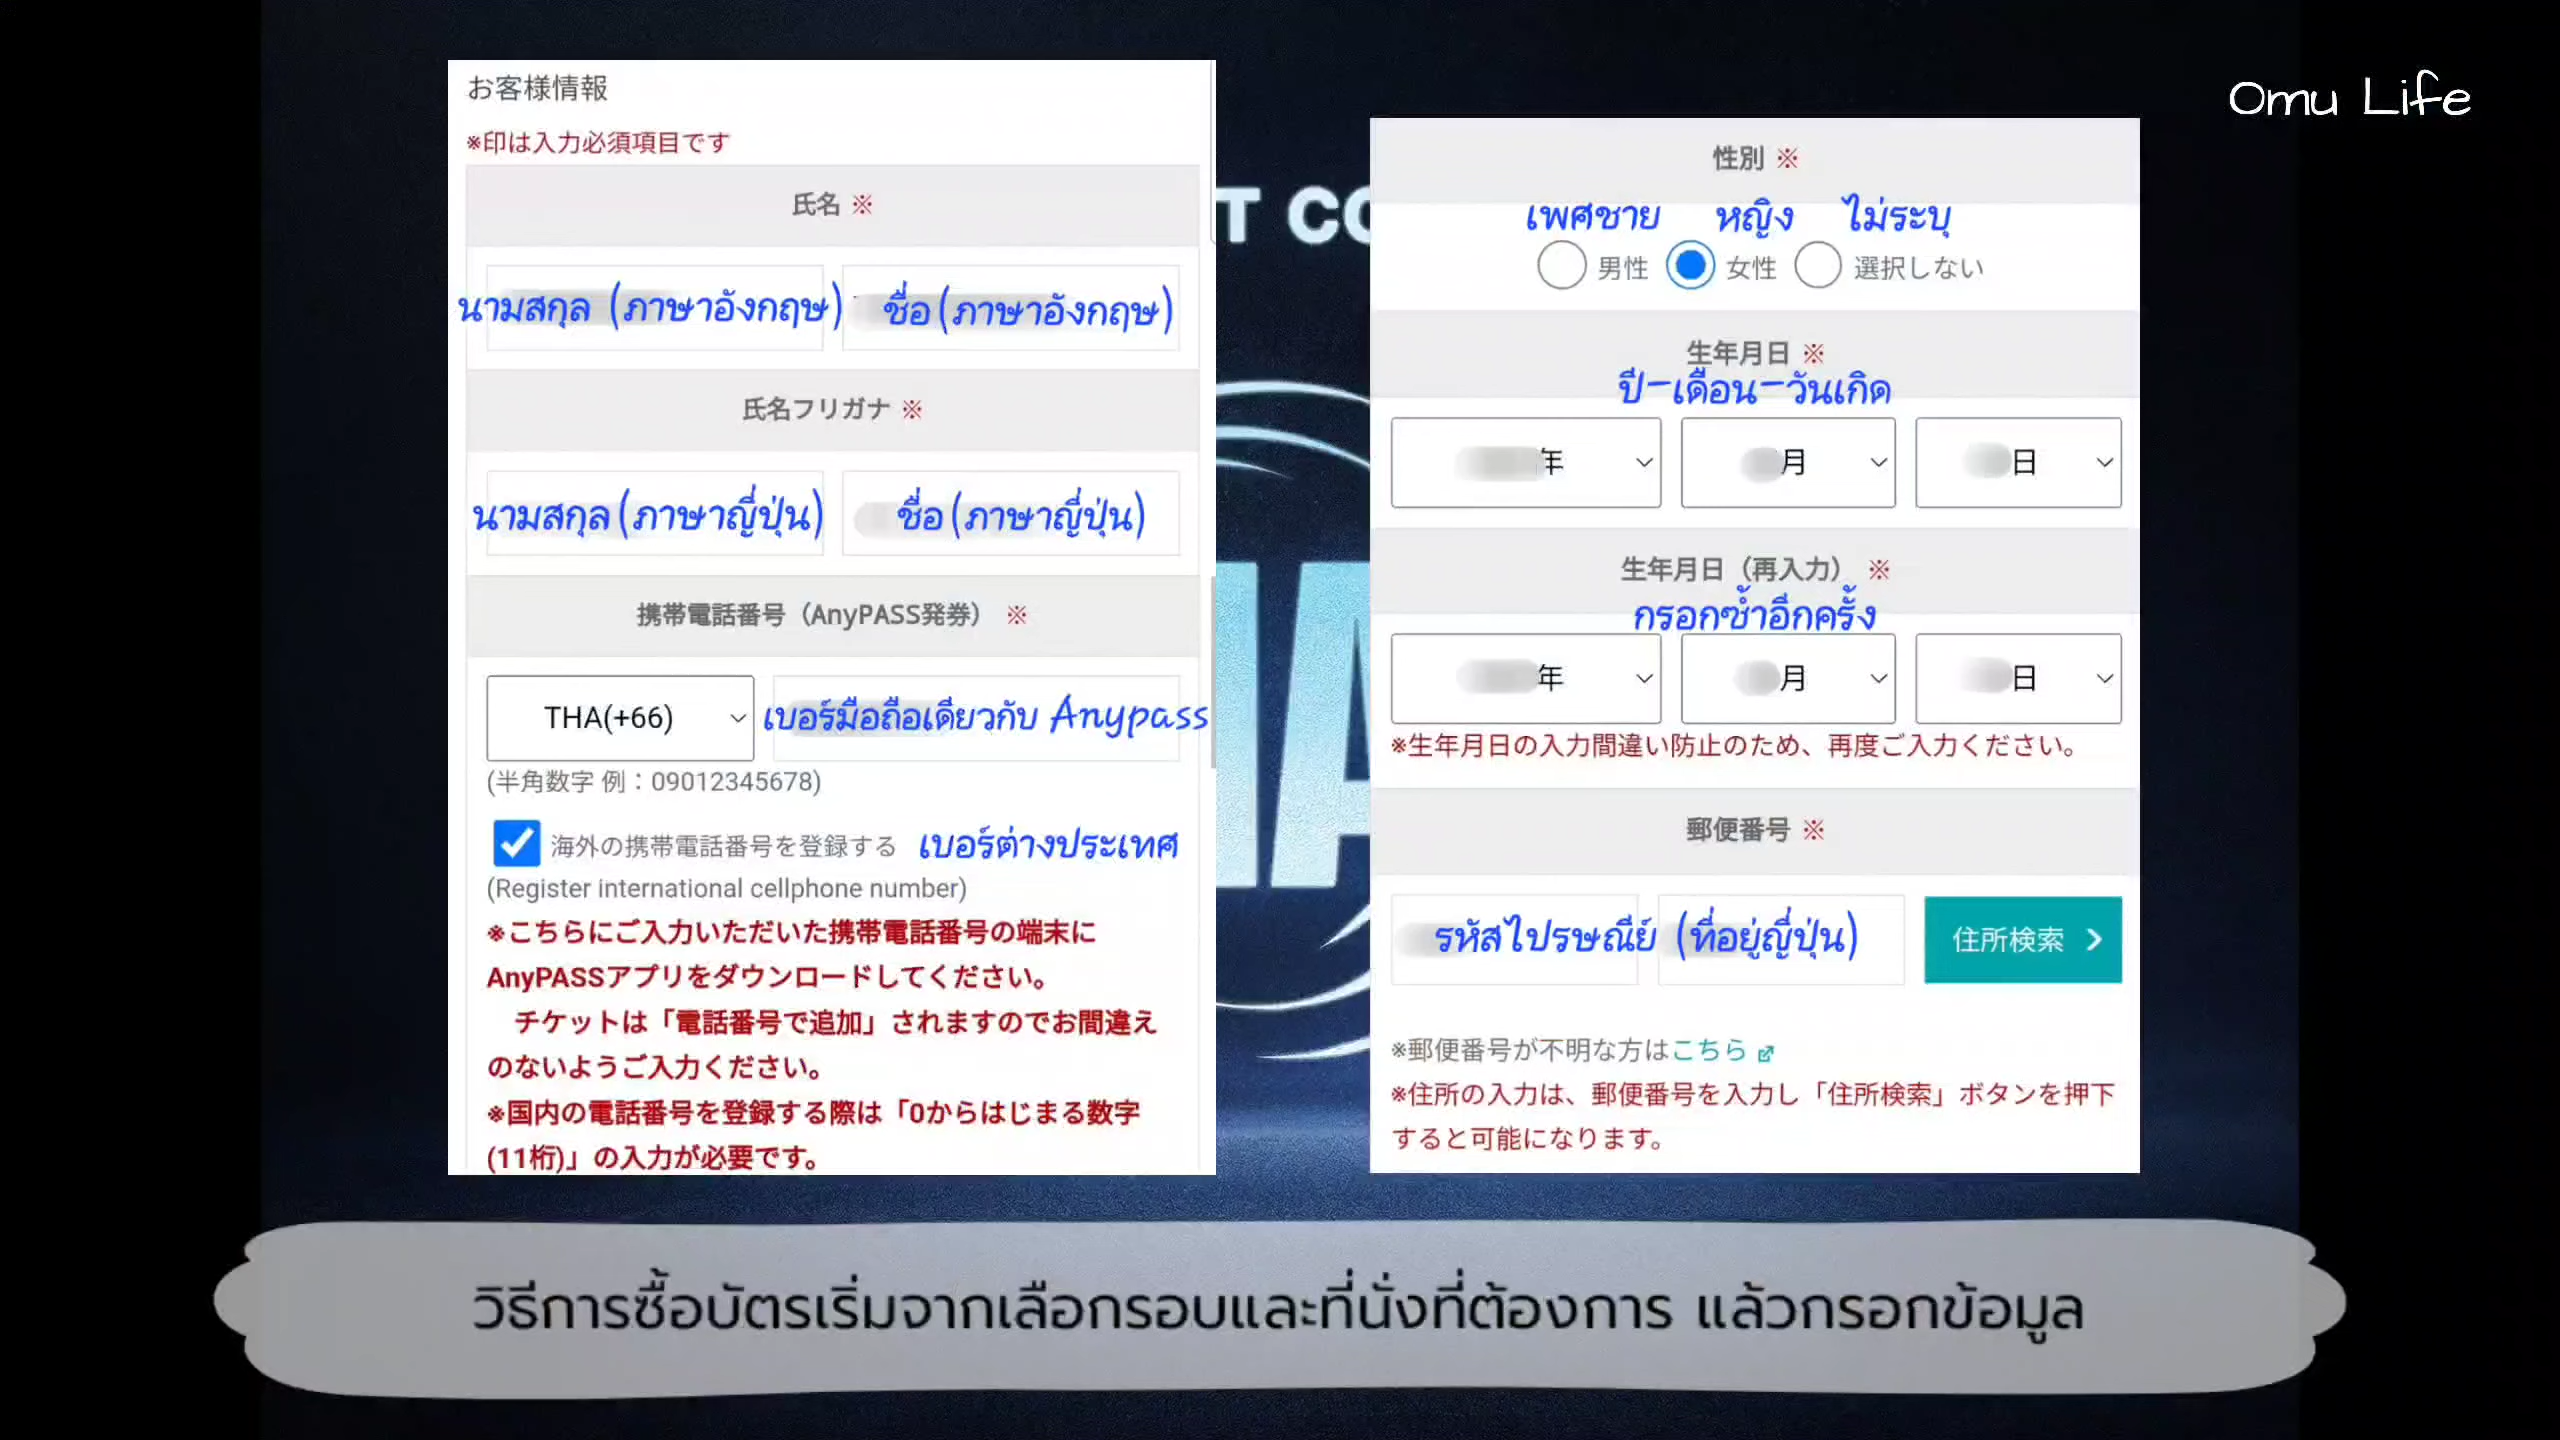 Omu Life
お客様情報
※印は入力必須項目です
氏名 ※
นามสกุล (ภาษาอังกฤษ) ชื่อ (ภาษาอังกฤษ)
氏名フリガナ ※
นามสกุล (ภาษาญี่ปุ่น) ชื่อ (ภาษาญี่ปุ่น)
携帯電話番号（AnyPASS発券） ※
THA(+66) เบอร์มือถือเดียวกับ Anypass
(半角数字 例：09012345678)
海外の携帯電話番号を登録する เบอร์ต่างประเทศ
(Register international cellphone number)
※こちらにご入力いただいた携帯電話番号の端末に
AnyPASSアプリをダウンロードしてください。
チケットは「電話番号で追加」されますのでお間違え
のないようご入力ください。
※国内の電話番号を登録する際は「0からはじまる数字
(11桁)」の入力が必要です。
T CO
性別 ※
เพศชาย หญิง ไม่ระบุ
男性 女性 選択しない
生年月日 ※
ปี-เดือน-วันเกิด
年 月 日
生年月日（再入力） ※
กรอกซ้ำอีกครั้ง
年 月 日
※生年月日の入力間違い防止のため、再度ご入力ください。
郵便番号 ※
รหัสไปรษณีย์ (ที่อยู่ญี่ปุ่น) 住所検索
※郵便番号が不明な方はこちら
※住所の入力は、郵便番号を入力し「住所検索」ボタンを押下
すると可能になります。
วิธีการซื้อบัตรเริ่มจากเลือกรอบและที่นั่งที่ต้องการ แล้วกรอกข้อมูล